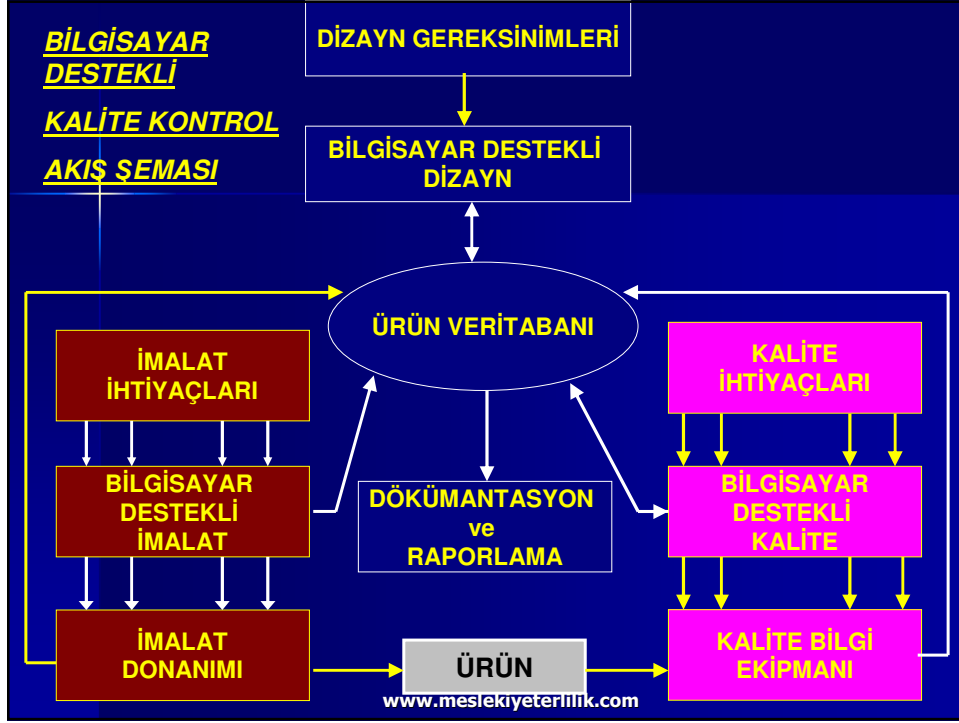 BİLGİSAYAR
DESTEKLİ
KALİTE KONTROL
AKIŞ ŞEMASI
DİZAYN GEREKSİNİMLERİ
BİLGİSAYAR DESTEKLİ
DİZAYN
ÜRÜN VERİTABANI
İMALAT
İHTİYAÇLARI
KALİTE
İHTİYAÇLARI
BİLGİSAYAR
DESTEKLİ
İMALAT
DÖKÜMANTASYON
ve
RAPORLAMA
BİLGİSAYAR
DESTEKLİ
KALİTE
İMALAT
DONANIMI
ÜRÜN
KALİTE BİLGİ
EKİPMANI
www.meslekiyeterlilik.com